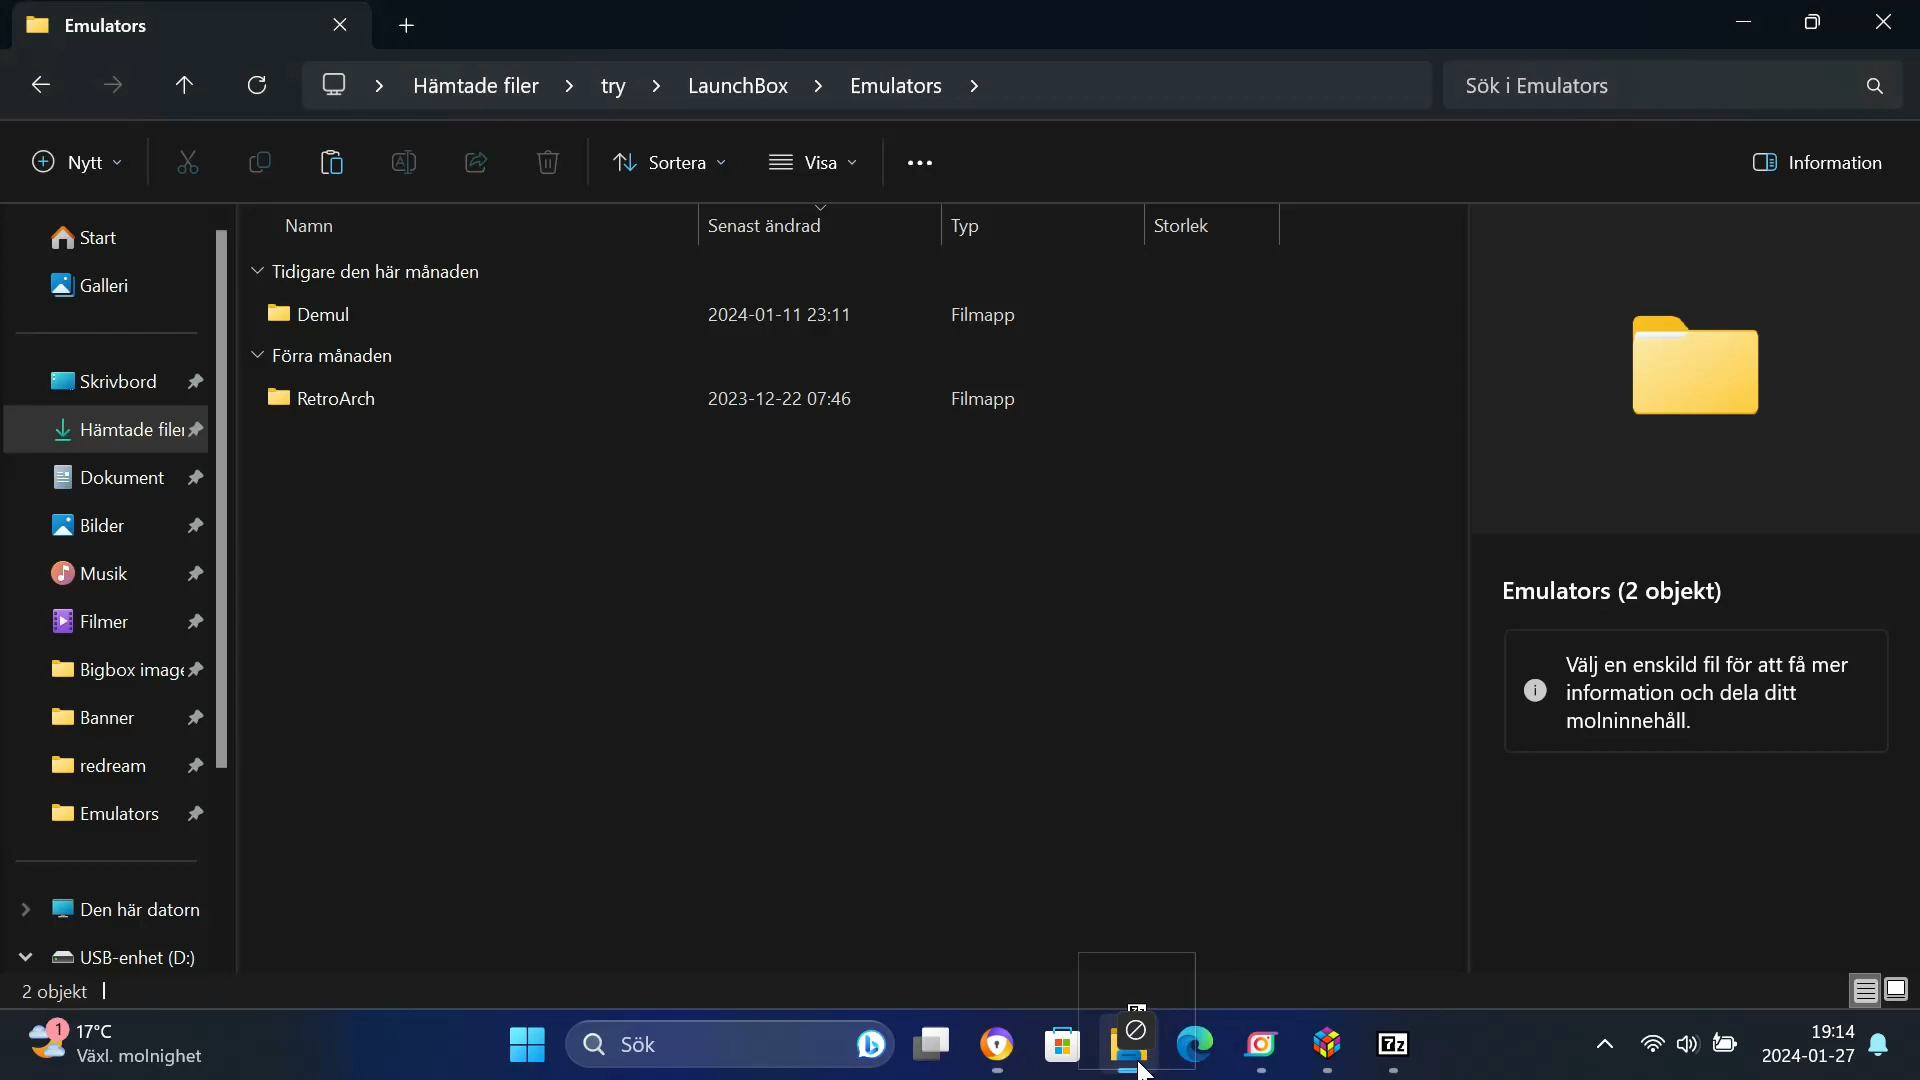 Emulators
Hämtade filer
try
LaunchBox
Emulators
Sök i Emulators
Nytt
Sortera
Visa
Information
Start
Galleri
Skrivbord
Hämtade filer
Dokument
Bilder
Musik
Filmer
Bigbox image
Banner
redream
Emulators
Den här datorn
USB-enhet (D:)
Namn Senast ändrad Typ Storlek
Tidigare den här månaden
Demul 2024-01-11 23:11 Filmapp
Förra månaden
RetroArch 2023-12-22 07:46 Filmapp
Emulators (2 objekt)
Välj en enskild fil för att få mer
information och dela ditt
molninnehåll.
2 objekt
1
17°C
Växl. molnighet
Sök
7z
19:14
2024-01-27